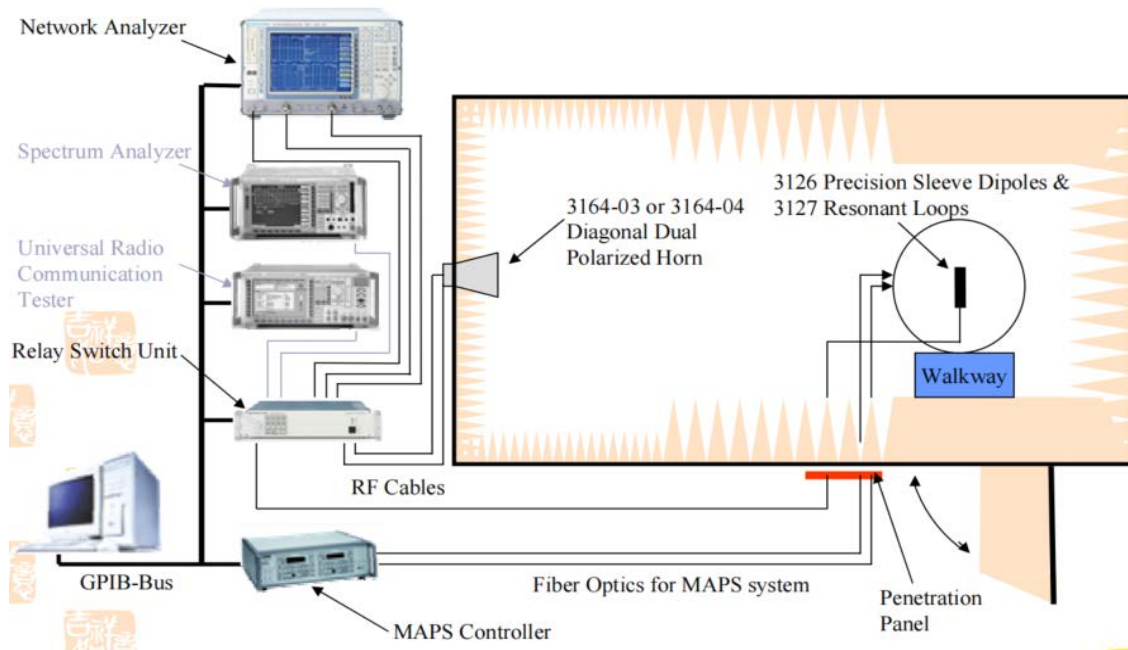 Network Analyzer
Spectrum Analyzer
Universal Radio
Communication
Tester
Relay Switch Unit
3164-03 or 3164-04
Diagonal Dual
Polarized Horn
3126 Precision Sleeve Dipoles &
3127 Resonant Loops
Walkway
RF Cables
GPIB-Bus
Fiber Optics for MAPS system
MAPS Controller
Penetration
Panel